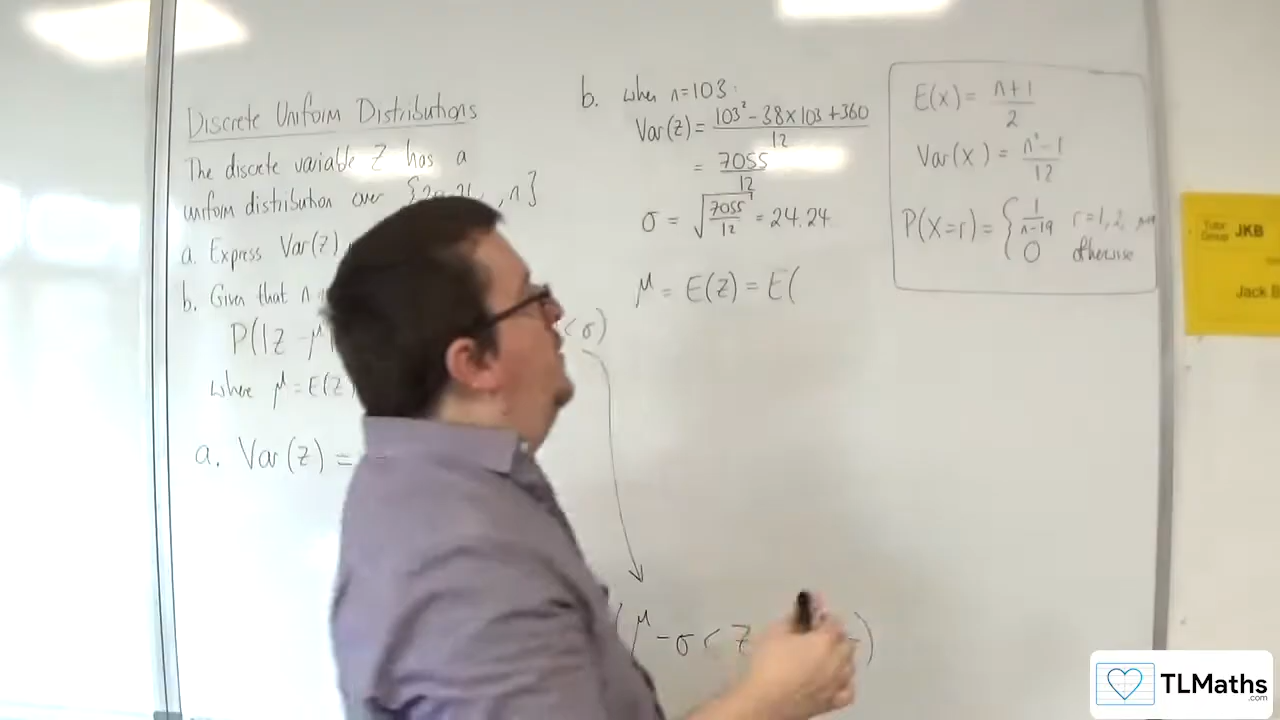 Discrete Uniform Distributions
The discrete variable Z has a
uniform distribution over {20, 21, , n}
a. Express Var(Z)
b. Given that n
P(|Z - μ| < σ)
where μ = E(Z)
a. Var(Z) =
b. when n=103:
Var(Z) = 103² - 38×103 + 360 / 12
= 7055 / 12
σ = √7055/12 = 24.24...
μ = E(Z) = E(
μ - σ < Z )
E(X) = n+1 / 2
Var(X) = n² - 1 / 12
P(X=r) = { 1/n-19 r=1, 2,
0 otherwise
Tutor Group JKB
Jack B
TLMaths
.com